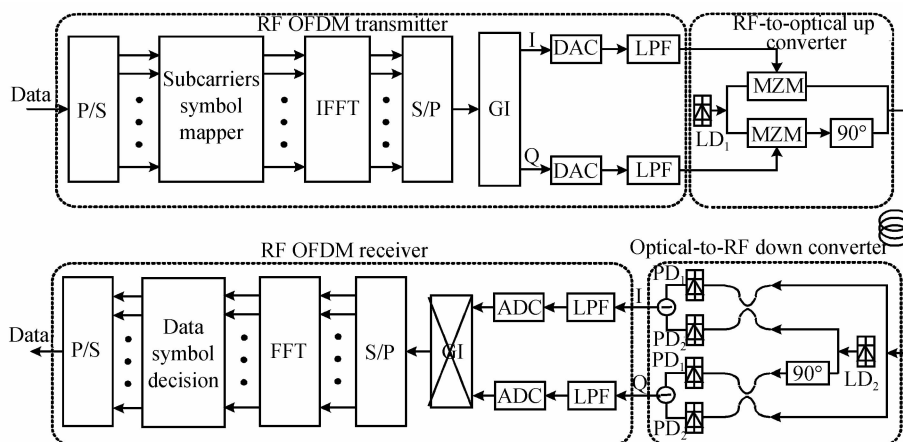 RF OFDM transmitter
RF-to-optical up
converter
Data
P/S
Subcarriers
symbol
mapper
IFFT
S/P
GI
I
DAC
LPF
Q
DAC
LPF
LD₁
MZM
MZM
90°
RF OFDM receiver
Optical-to-RF down converter
Data
P/S
Data
symbol
decision
FFT
S/P
GI
ADC
LPF
I
ADC
LPF
Q
PD₁
PD₂
PD₁
PD₂
90°
LD₂